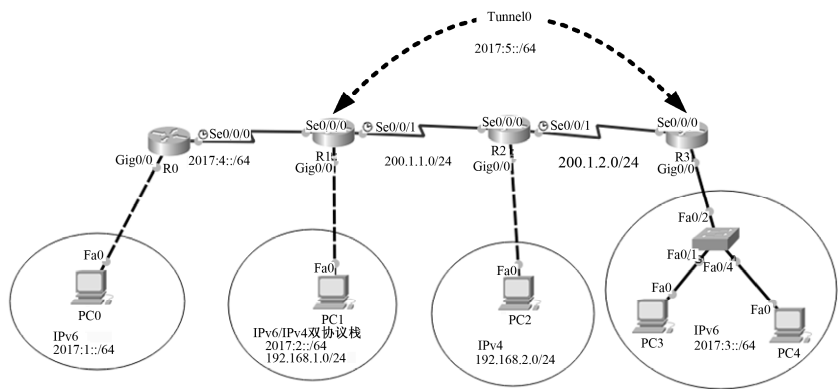 Tunnel0
2017:5::/64
Se0/0/0
Se0/0/0
Se0/0/1
Se0/0/0
Se0/0/1
Se0/0/0
Gig0/0
R0
2017:4::/64
R1
Gig0/0
200.1.1.0/24
R2
Gig0/0
200.1.2.0/24
R3
Gig0/0
Fa0/2
Fa0/1
Fa0/4
Fa0
Fa0
Fa0
Fa0
Fa0
PC0
PC1
PC2
PC3
PC4
IPv6
2017:1::/64
IPv6/IPv4双协议栈
2017:2::/64
192.168.1.0/24
IPv4
192.168.2.0/24
IPv6
2017:3::/64